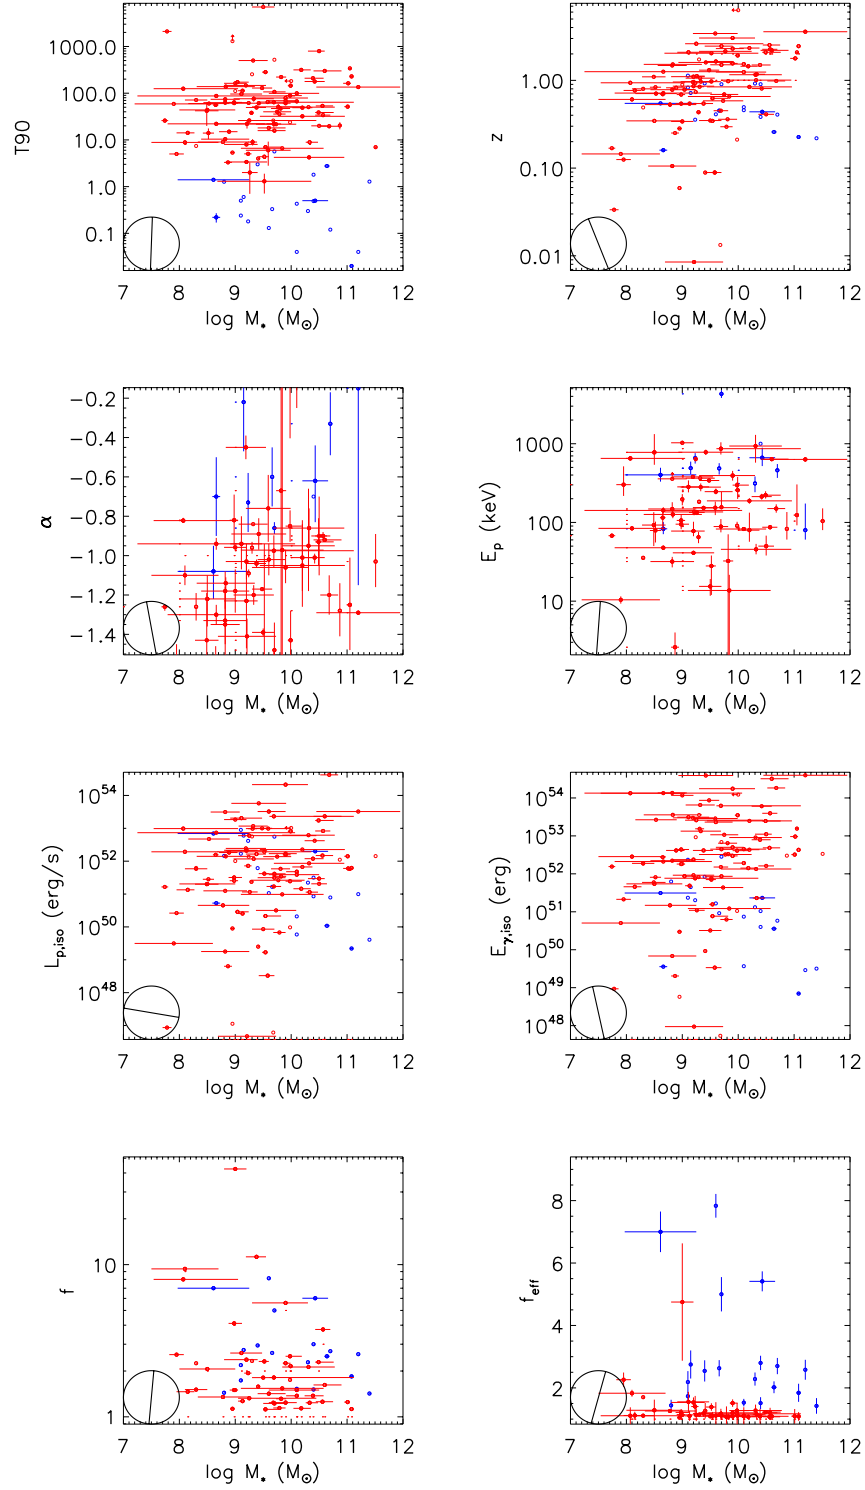 1000.0
100.0
10.0
1.0
0.1
T90
7 8 9 10 11 12
log M* (M⊙)
1.00
0.10
0.01
z
7 8 9 10 11 12
log M* (M⊙)
-0.2
-0.4
-0.6
-0.8
-1.0
-1.2
-1.4
α
7 8 9 10 11 12
log M* (M⊙)
1000
100
10
E_p (keV)
7 8 9 10 11 12
log M* (M⊙)
10^54
10^52
10^50
10^48
L_p,iso (erg/s)
7 8 9 10 11 12
log M* (M⊙)
10^54
10^53
10^52
10^51
10^50
10^49
10^48
E_γ,iso (erg)
7 8 9 10 11 12
log M* (M⊙)
10
1
f
7 8 9 10 11 12
log M* (M⊙)
8
6
4
2
f_eff
7 8 9 10 11 12
log M* (M⊙)